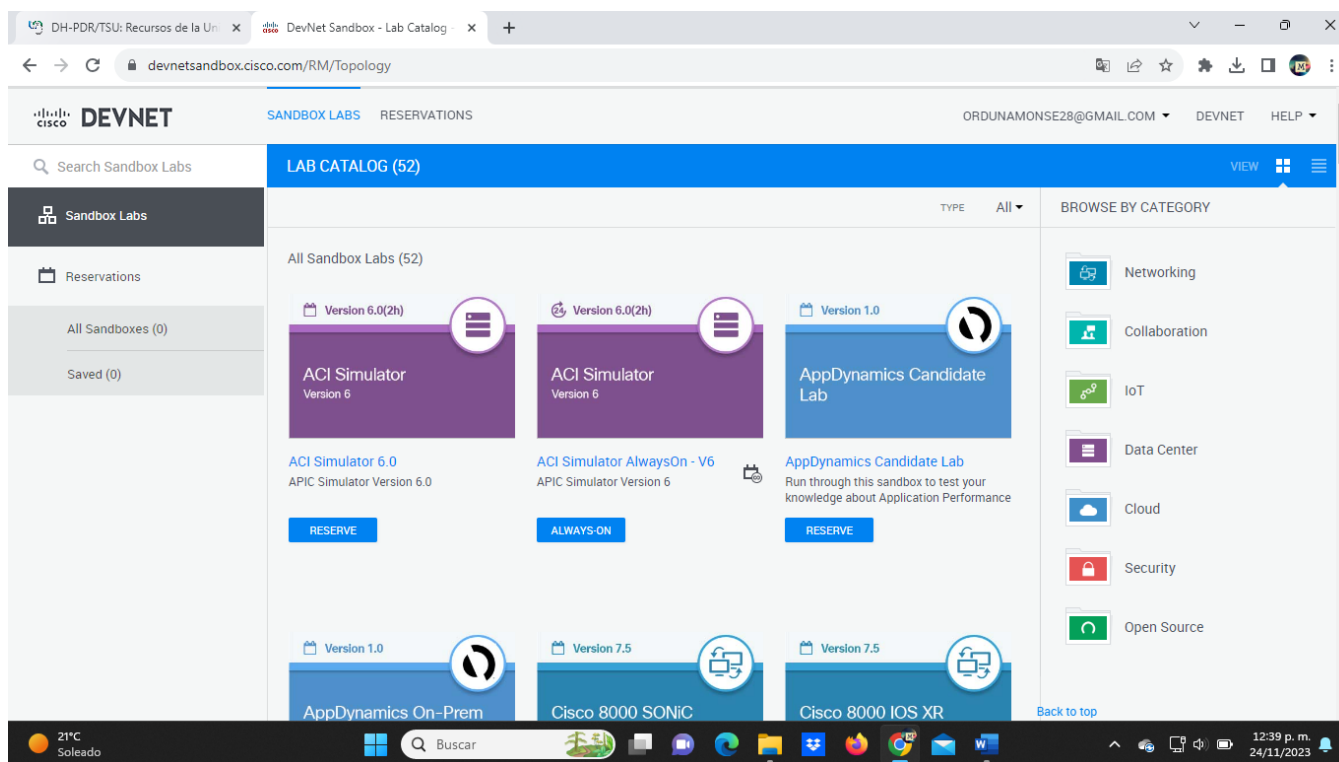 DH-PDR/TSU: Recursos de la Uni
DevNet Sandbox - Lab Catalog -
devnetsandbox.cisco.com/RM/Topology
CISCO DEVNET
SANDBOX LABS RESERVATIONS
ORDUNAMONSE28@GMAIL.COM DEVNET HELP
Search Sandbox Labs
LAB CATALOG (52)
VIEW
Sandbox Labs
TYPE All
BROWSE BY CATEGORY
Reservations
All Sandboxes (0)
Saved (0)
All Sandbox Labs (52)
Version 6.0(2h)
ACI Simulator
Version 6
ACI Simulator 6.0
APIC Simulator Version 6.0
RESERVE
24 Version 6.0(2h)
ACI Simulator
Version 6
ACI Simulator AlwaysOn - V6
APIC Simulator Version 6
ALWAYS-ON
Version 1.0
AppDynamics Candidate
Lab
AppDynamics Candidate Lab
Run through this sandbox to test your
knowledge about Application Performance
RESERVE
Version 1.0
AppDynamics On-Prem
Version 7.5
Cisco 8000 SONiC
Version 7.5
Cisco 8000 IOS XR
Networking
Collaboration
IoT
Data Center
Cloud
Security
Open Source
Back to top
21°C
Soleado
Buscar
12:39 p. m.
24/11/2023